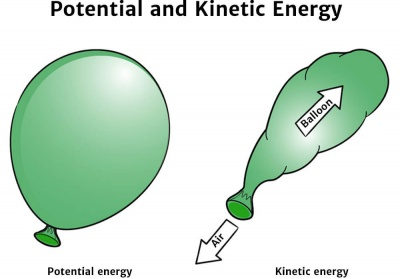 Potential and Kinetic Energy
Balloon
Air
Potential energy
Kinetic energy